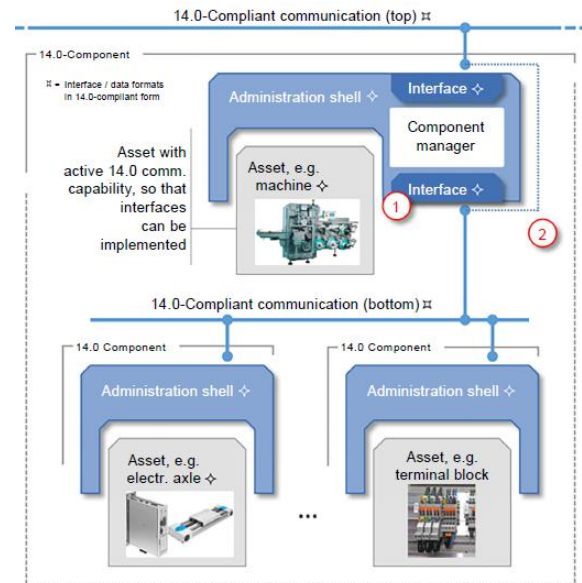 14.0-Compliant communication (top) ¤
14.0-Component
¤ = Interface / data formats
in 14.0-compliant form
Administration shell ✧
Interface ✧
Component
manager
Interface ✧
Asset with
active 14.0 comm.
capability, so that
interfaces
can be
implemented
Asset, e.g.
machine ✧
1
2
14.0-Compliant communication (bottom) ¤
14.0 Component
Administration shell ✧
Asset, e.g.
electr. axle ✧
...
14.0 Component
Administration shell ✧
Asset, e.g.
terminal block